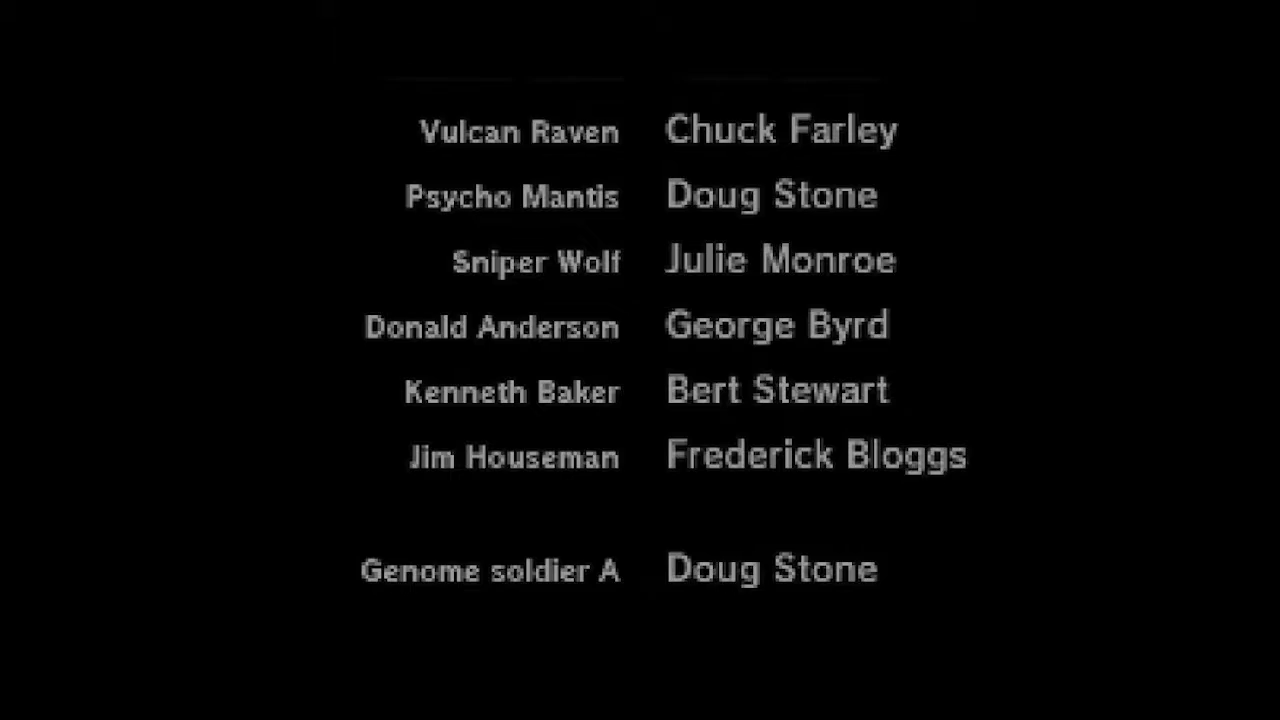 Vulcan Raven Chuck Farley
Psycho Mantis Doug Stone
Sniper Wolf Julie Monroe
Donald Anderson George Byrd
Kenneth Baker Bert Stewart
Jim Houseman Frederick Bloggs
Genome soldier A Doug Stone